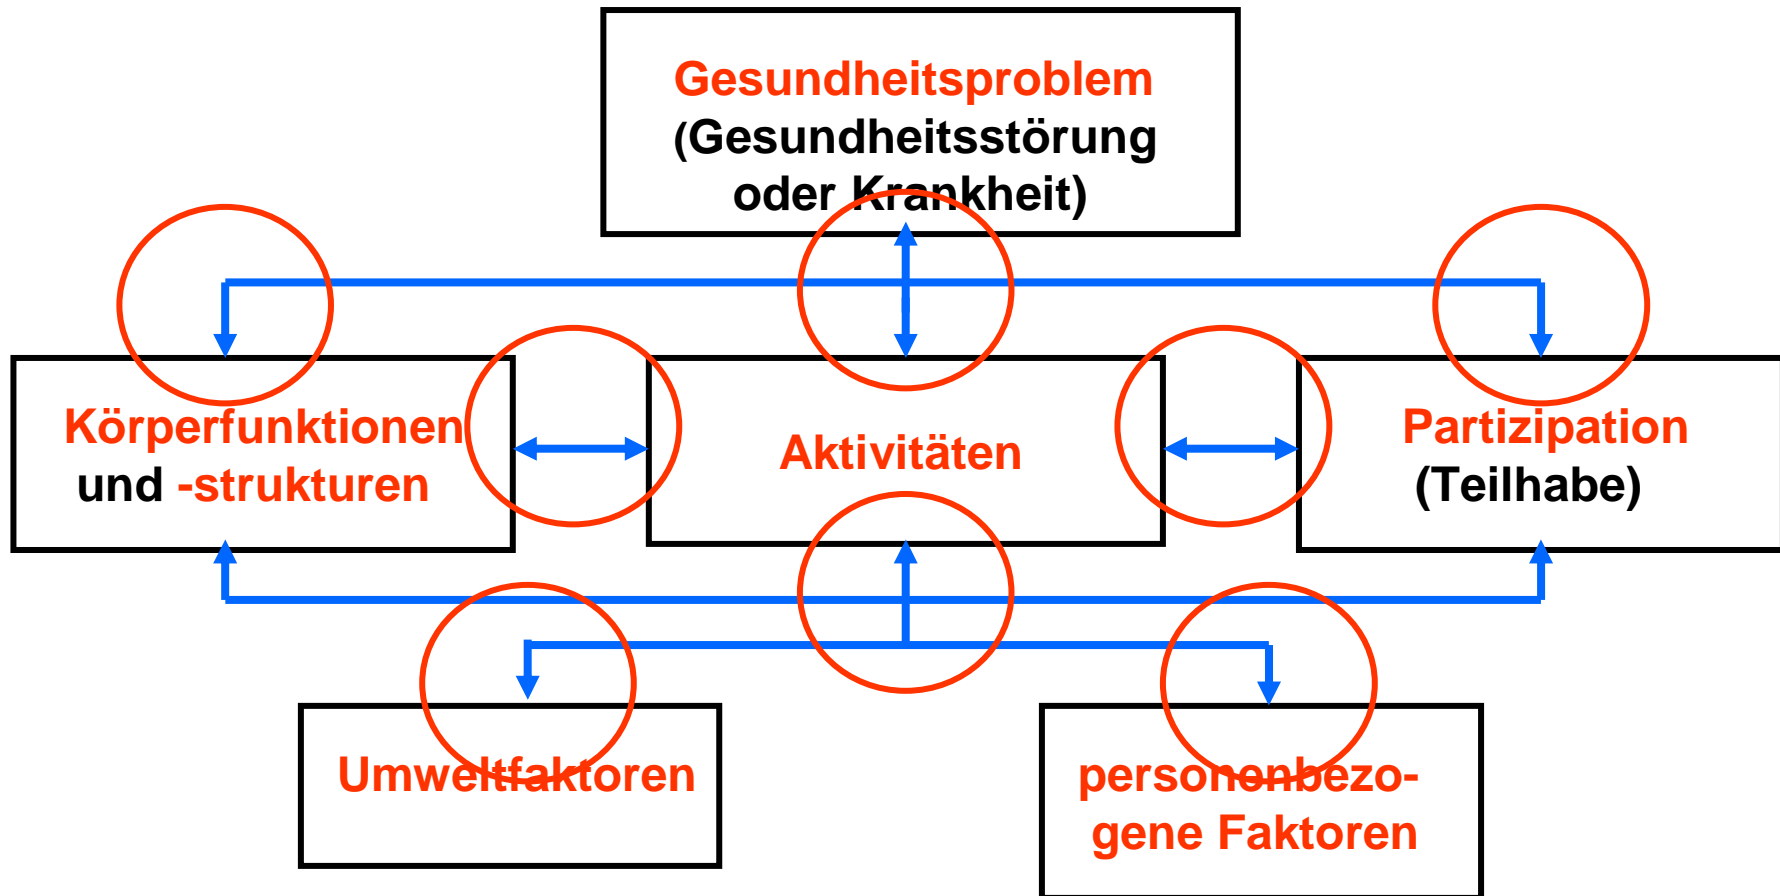 Gesundheitsproblem
(Gesundheitsstörung
oder Krankheit)
Körperfunktionen
und -strukturen
Aktivitäten
Partizipation
(Teilhabe)
Umweltfaktoren
personenbezo-
gene Faktoren